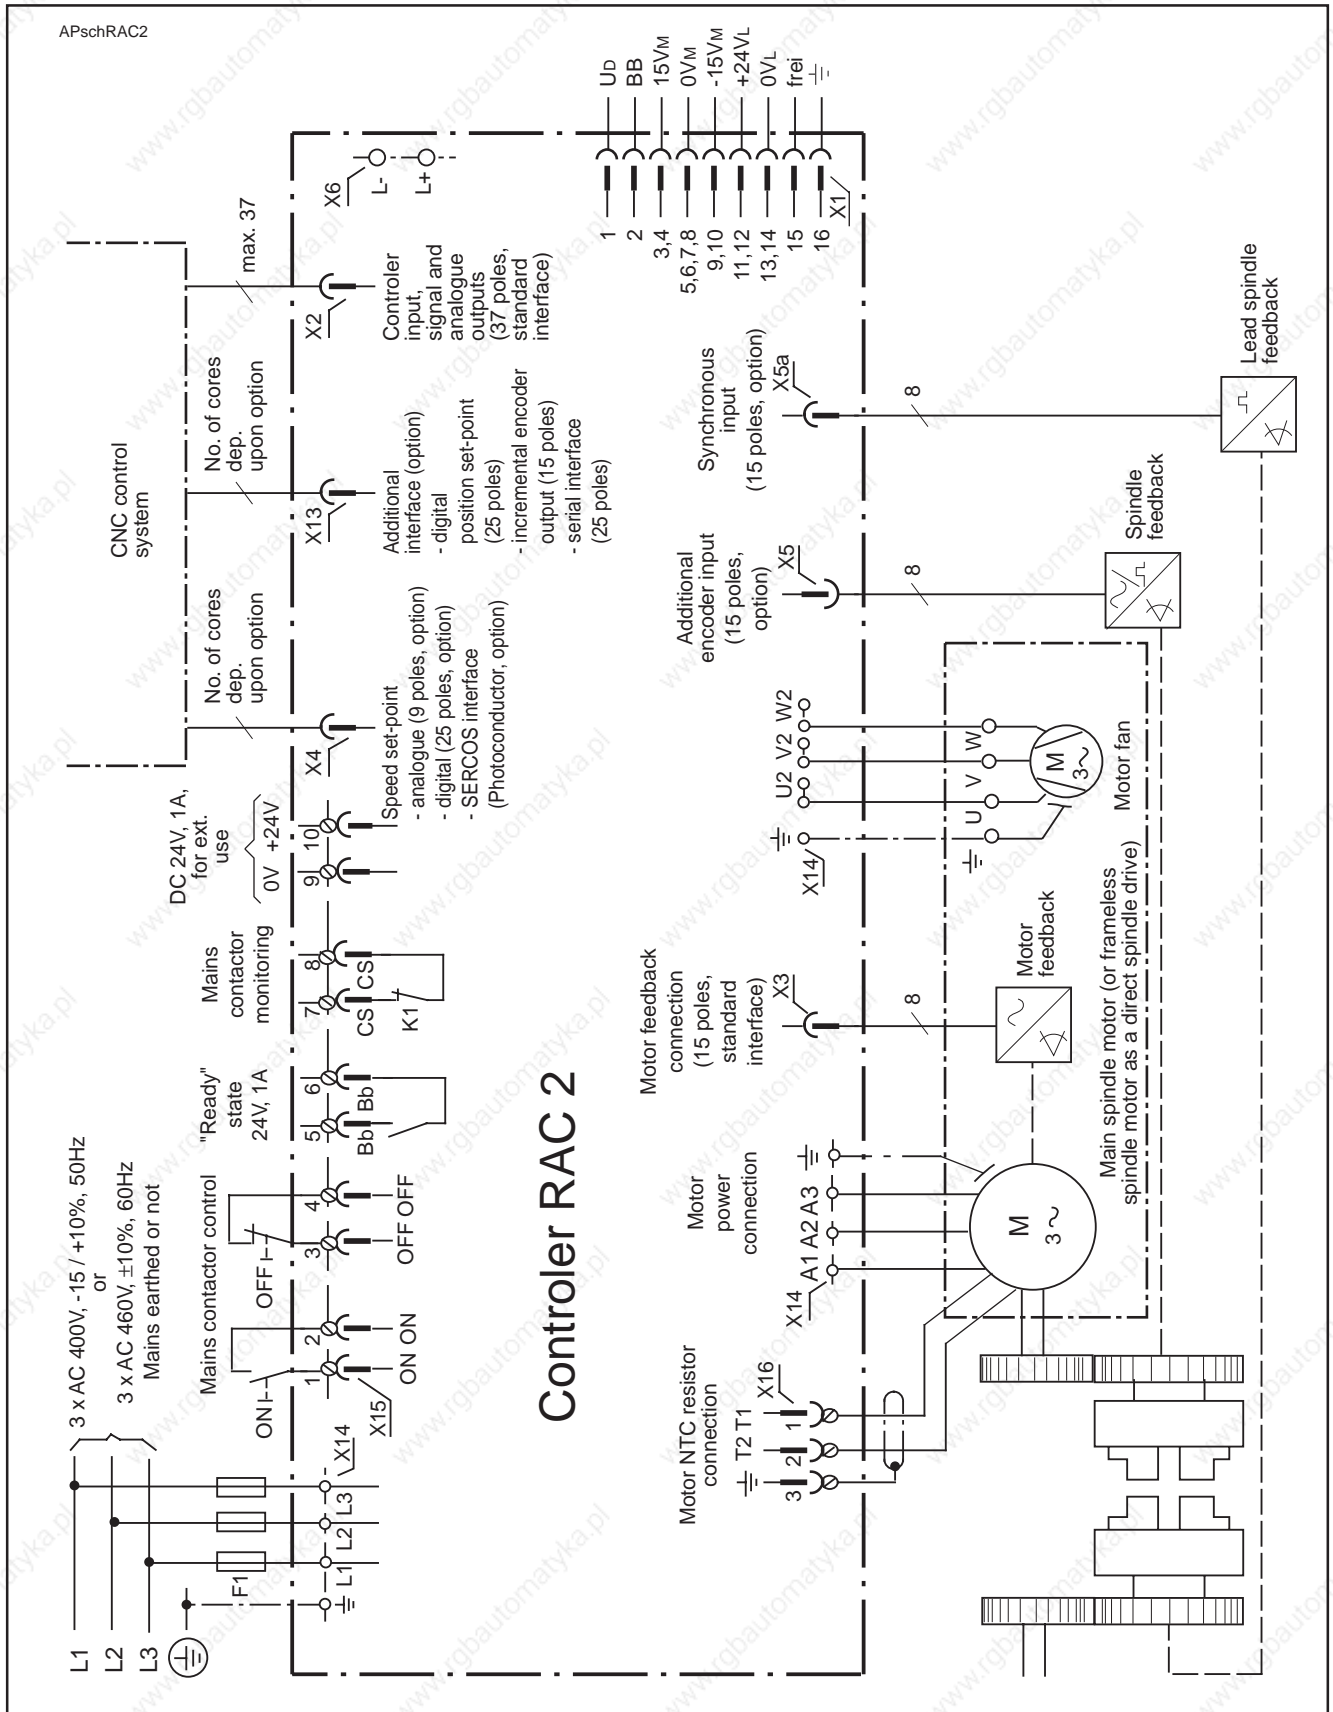 APschRAC2
3 x AC 400V, -15 / +10%, 50Hz
or
3 x AC 460V, ±10%, 60Hz
Mains earthed or not
L1
L2
L3
F1
L1
L2
L3
X14
Mains contactor control
ON
OFF
1
2
3
4
ON ON
OFF OFF
X15
"Ready"
state
24V, 1A
5
6
Bb
Bb
Mains
contactor
monitoring
7
8
CS
CS
K1
DC 24V, 1A,
for ext.
use
0V +24V
9
10
CNC control
system
No. of cores
dep.
upon option
X4
Speed set-point
- analogue (9 poles, option)
- digital (25 poles, option)
- SERCOS interface
(Photoconductor, option)
No. of cores
dep.
upon option
X13
Additional
interface (option)
- digital
position set-point
(25 poles)
- incremental encoder
output (15 poles)
- serial interface
(25 poles)
max. 37
X2
Controler
input,
signal and
analogue
outputs
(37 poles,
standard
interface)
X6
L-
L+
Controler RAC 2
UD
BB
15VM
0VM
-15VM
+24VL
0VL
frei
1
2
3,4
5,6,7,8
9,10
11,12
13,14
15
16
X1
Motor NTC resistor
connection
T2 T1
X16
3
2
1
Motor
power
connection
X14
A1 A2 A3
M
3~
Motor feedback
connection
(15 poles,
standard
interface)
X3
8
Motor
feedback
Main spindle motor (or frameless
spindle motor as a direct spindle drive)
X14
U2 V2 W2
U
V
W
M
3~
Motor fan
Additional
encoder input
(15 poles,
option)
X5
8
Spindle
feedback
Synchronous
input
(15 poles, option)
X5a
8
Lead spindle
feedback
www.rgbautomatyka.pl